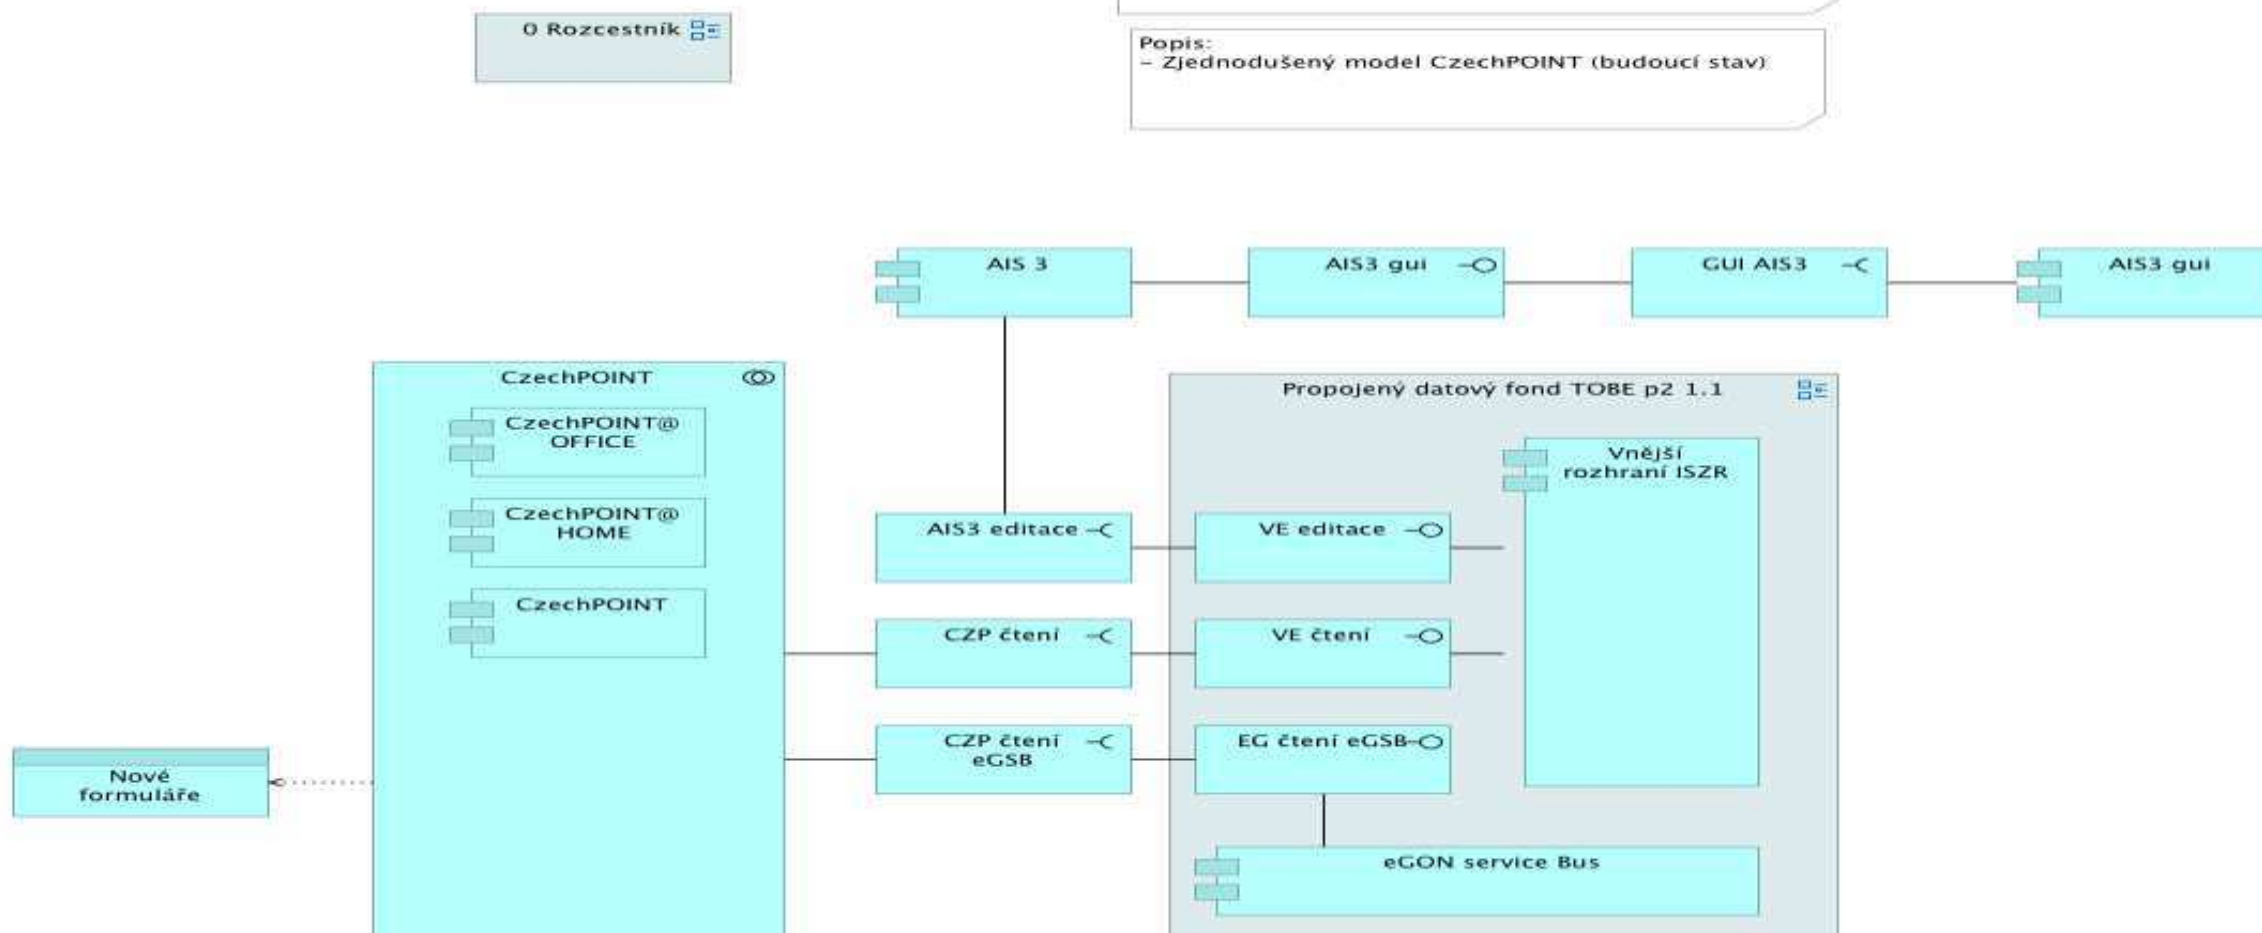 0 Rozcestník
Popis:
- Zjednodušený model CzechPOINT (budoucí stav)
AIS 3
AIS3 gui
GUI AIS3
AIS3 gui
CzechPOINT
CzechPOINT@
OFFICE
CzechPOINT@
HOME
CzechPOINT
Propojený datový fond TOBE p2 1.1
Vnější
rozhraní ISZR
AIS3 editace
VE editace
CZP čtení
VE čtení
CZP čtení
eGSB
EG čtení eGSB
Nové
formuláře
eGON service Bus